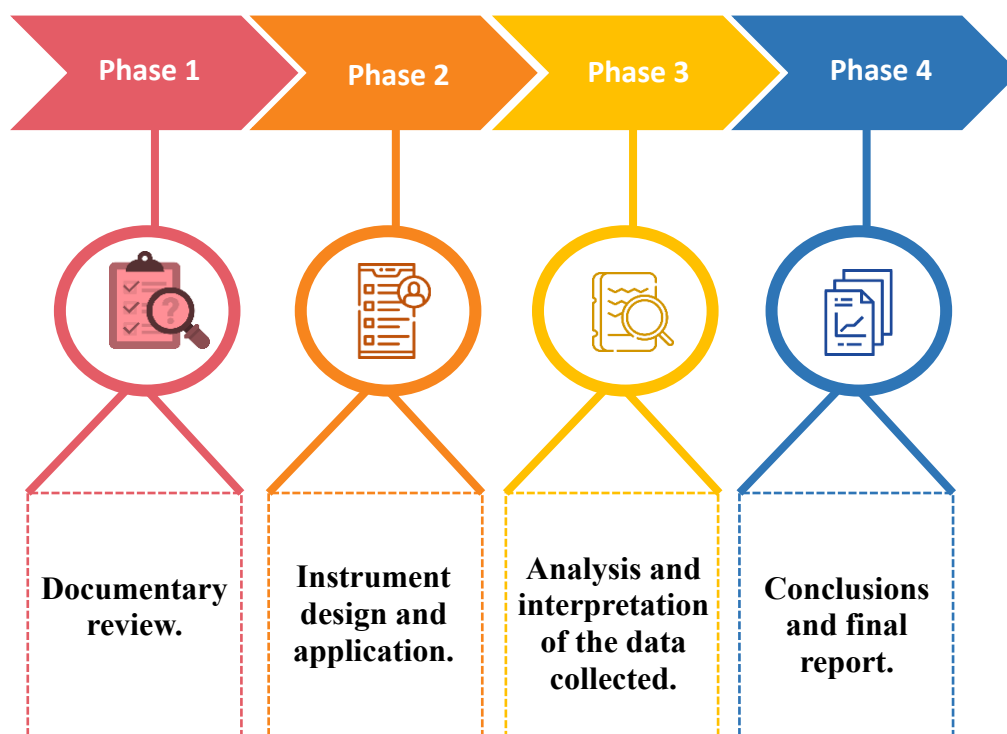 Phase 1
Phase 2
Phase 3
Phase 4
?
Documentary
review.
Instrument
design and
application.
Analysis and
interpretation
of the data
collected.
Conclusions
and final
report.